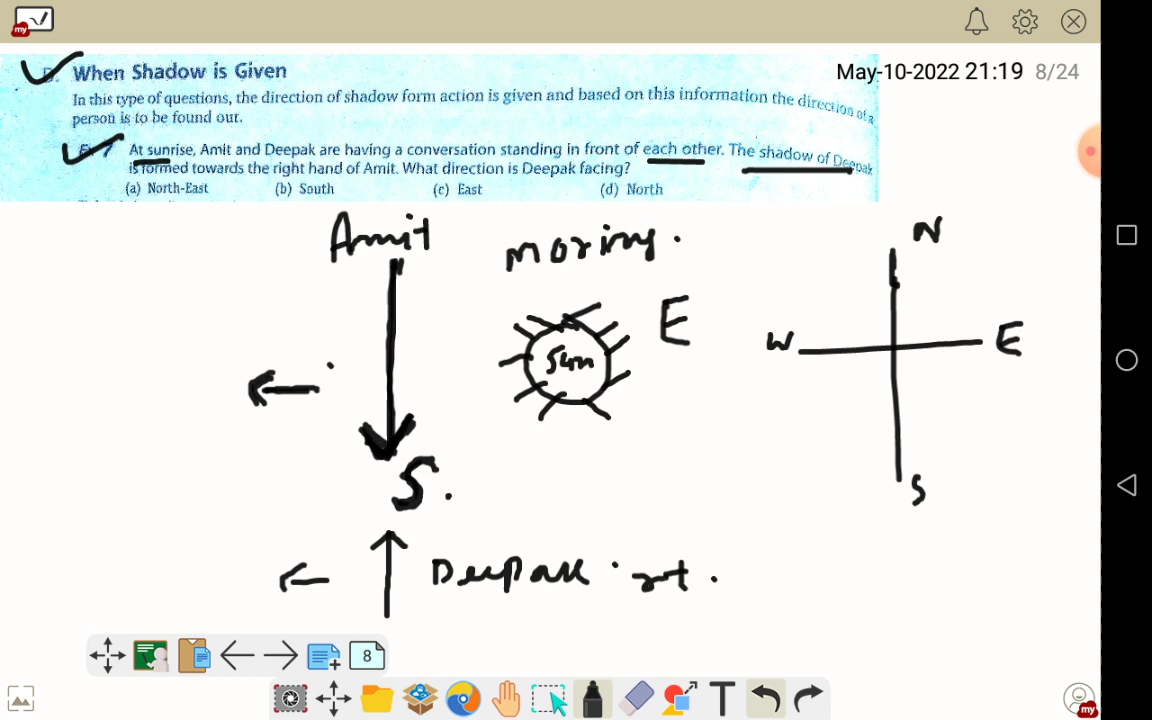 May-10-2022 21:19 8/24
When Shadow is Given
In this type of questions, the direction of shadow form action is given and based on this information the direction of a
person is to be found out.
At sunrise, Amit and Deepak are having a conversation standing in front of each other. The shadow of Deepak
is formed towards the right hand of Amit. What direction is Deepak facing?
(a) North-East (b) South (c) East (d) North
Amit moring. N
E
Sun
W E
S.
S
Deepak
8
my
my